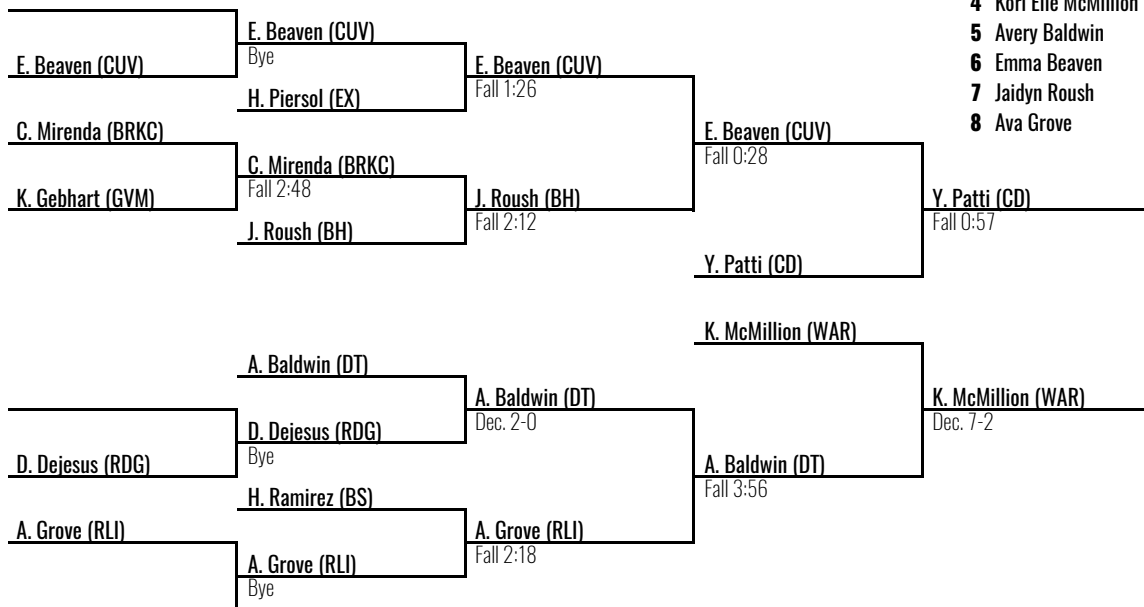 E. Beaven (CUV)
E. Beaven (CUV)
Bye
H. Piersol (EX)
C. Mirenda (BRKC)
K. Gebhart (GVM)
C. Mirenda (BRKC)
Fall 2:48
J. Roush (BH)
E. Beaven (CUV)
Fall 1:26
J. Roush (BH)
Fall 2:12
E. Beaven (CUV)
Fall 0:28
Y. Patti (CD)
Y. Patti (CD)
Fall 0:57
A. Baldwin (DT)
D. Dejesus (RDG)
D. Dejesus (RDG)
Bye
H. Ramirez (BS)
A. Grove (RLI)
A. Grove (RLI)
Bye
A. Baldwin (DT)
Dec. 2-0
A. Grove (RLI)
Fall 2:18
K. McMillion (WAR)
A. Baldwin (DT)
Fall 3:56
K. McMillion (WAR)
Dec. 7-2
4 Kori Elle McMillion
5 Avery Baldwin
6 Emma Beaven
7 Jaidyn Roush
8 Ava Grove